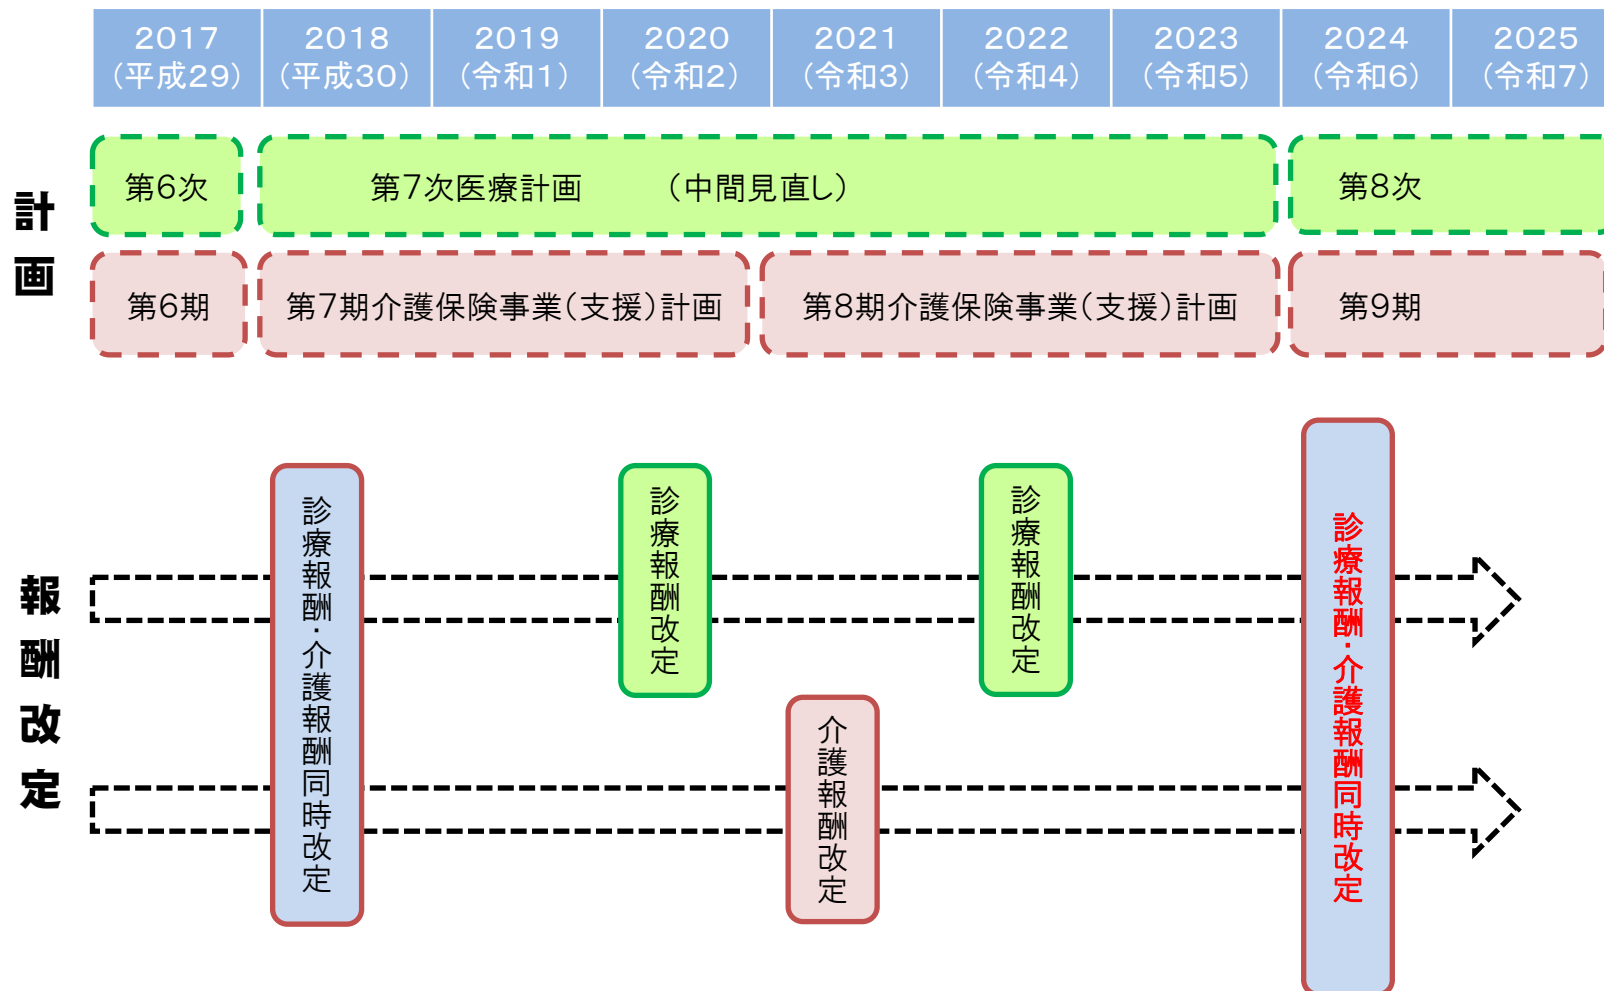 2017
(平成29)
2018
(平成30)
2019
(令和1)
2020
(令和2)
2021
(令和3)
2022
(令和4)
2023
(令和5)
2024
(令和6)
2025
(令和7)
計画
第6次
第7次医療計画　　（中間見直し）
第8次
第6期
第7期介護保険事業（支援）計画
第8期介護保険事業（支援）計画
第9期
報酬改定
診療報酬・介護報酬同時改定
診療報酬改定
介護報酬改定
診療報酬改定
診療報酬・介護報酬同時改定